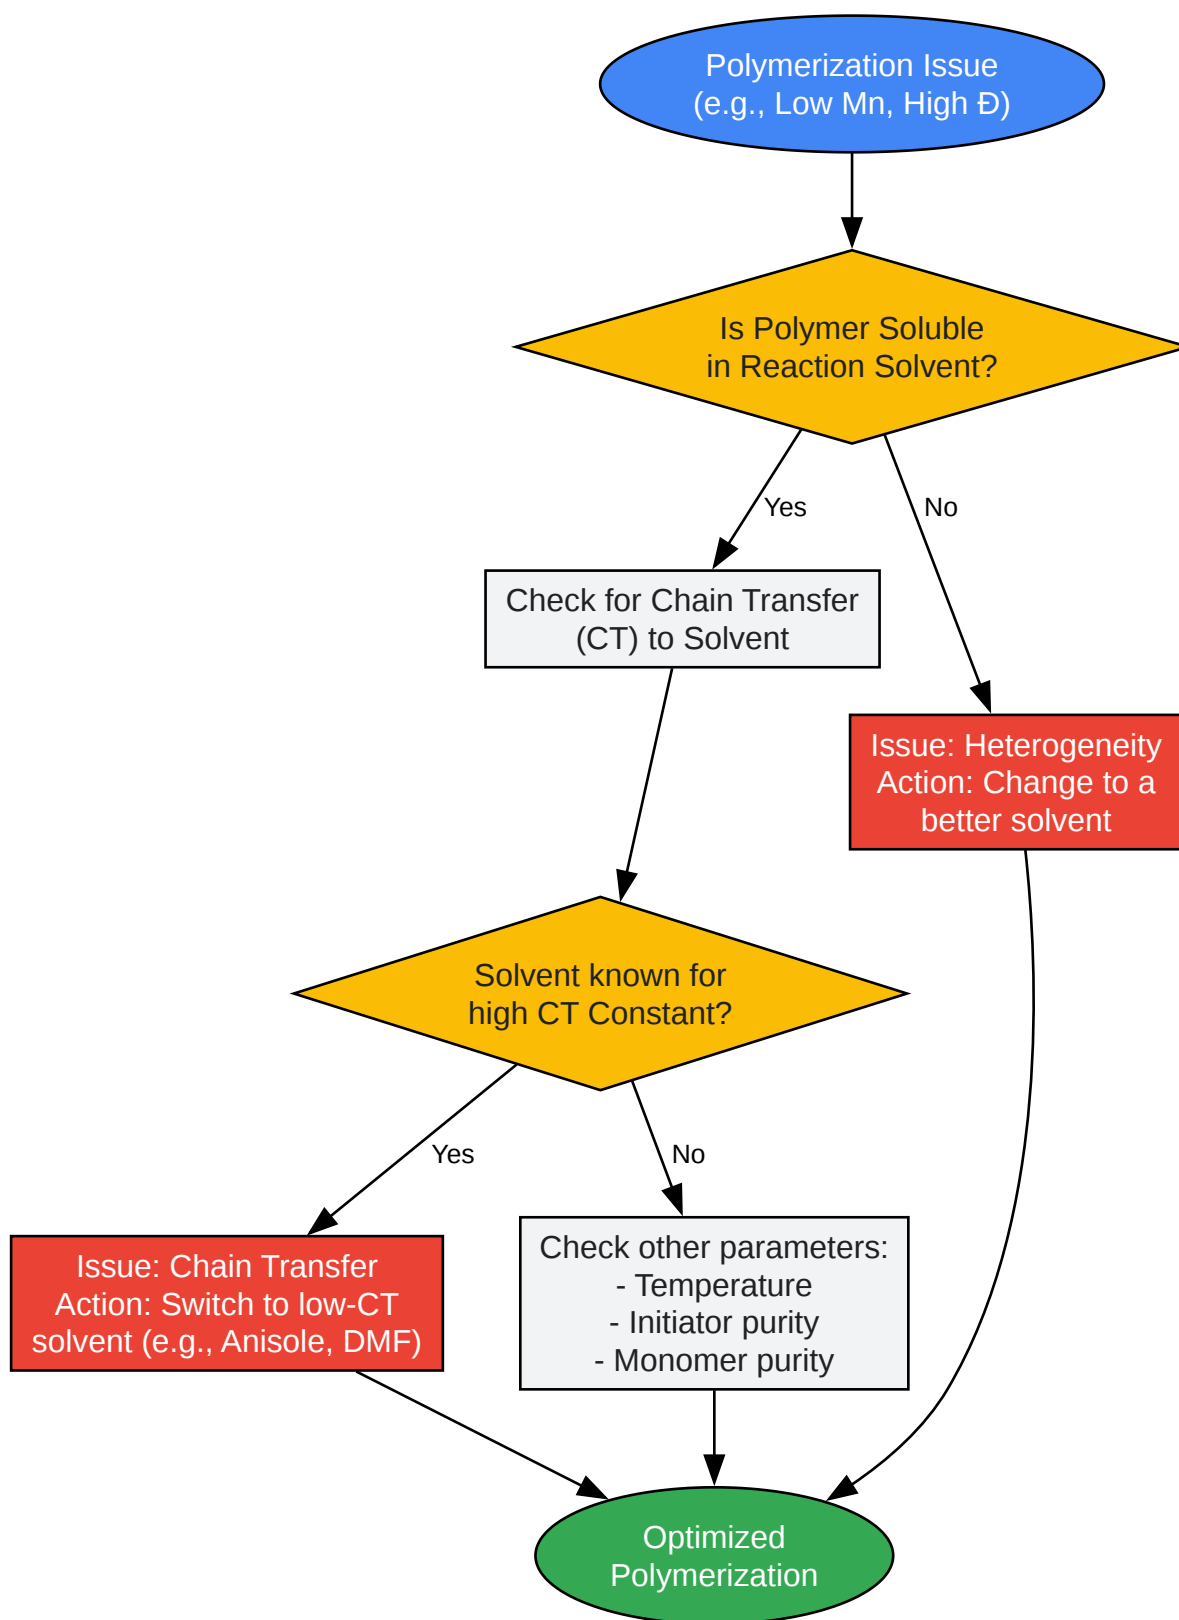 Polymerization Issue
(e.g., Low Mn, High Đ)
Is Polymer Soluble
in Reaction Solvent?
Yes
No
Check for Chain Transfer
(CT) to Solvent
Issue: Heterogeneity
Action: Change to a
better solvent
Solvent known for
high CT Constant?
Yes
No
Issue: Chain Transfer
Action: Switch to low-CT
solvent (e.g., Anisole, DMF)
Check other parameters:
- Temperature
- Initiator purity
- Monomer purity
Optimized
Polymerization